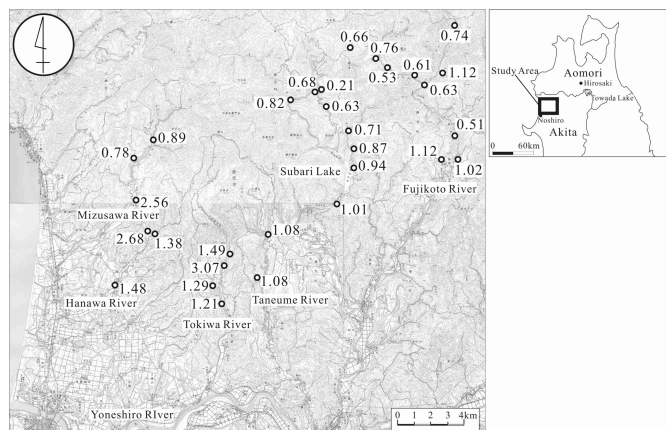 0.74
0.66
0.76
0.53
0.61
1.12
0.63
0.68
0.21
0.82
0.63
0.71
0.51
0.89
0.78
0.87
Subari Lake
0.94
1.12
1.02
Fujikoto River
2.56
Mizusawa River
1.01
2.68
1.38
1.08
1.49
3.07
1.48
1.29
1.08
Hanawa River
Taneume River
1.21
Tokiwa River
Yoneshiro RIver
0 1 2 3 4km
Study Area
Aomori
Hirosaki
Towada Lake
Noshiro
Akita
0 60km